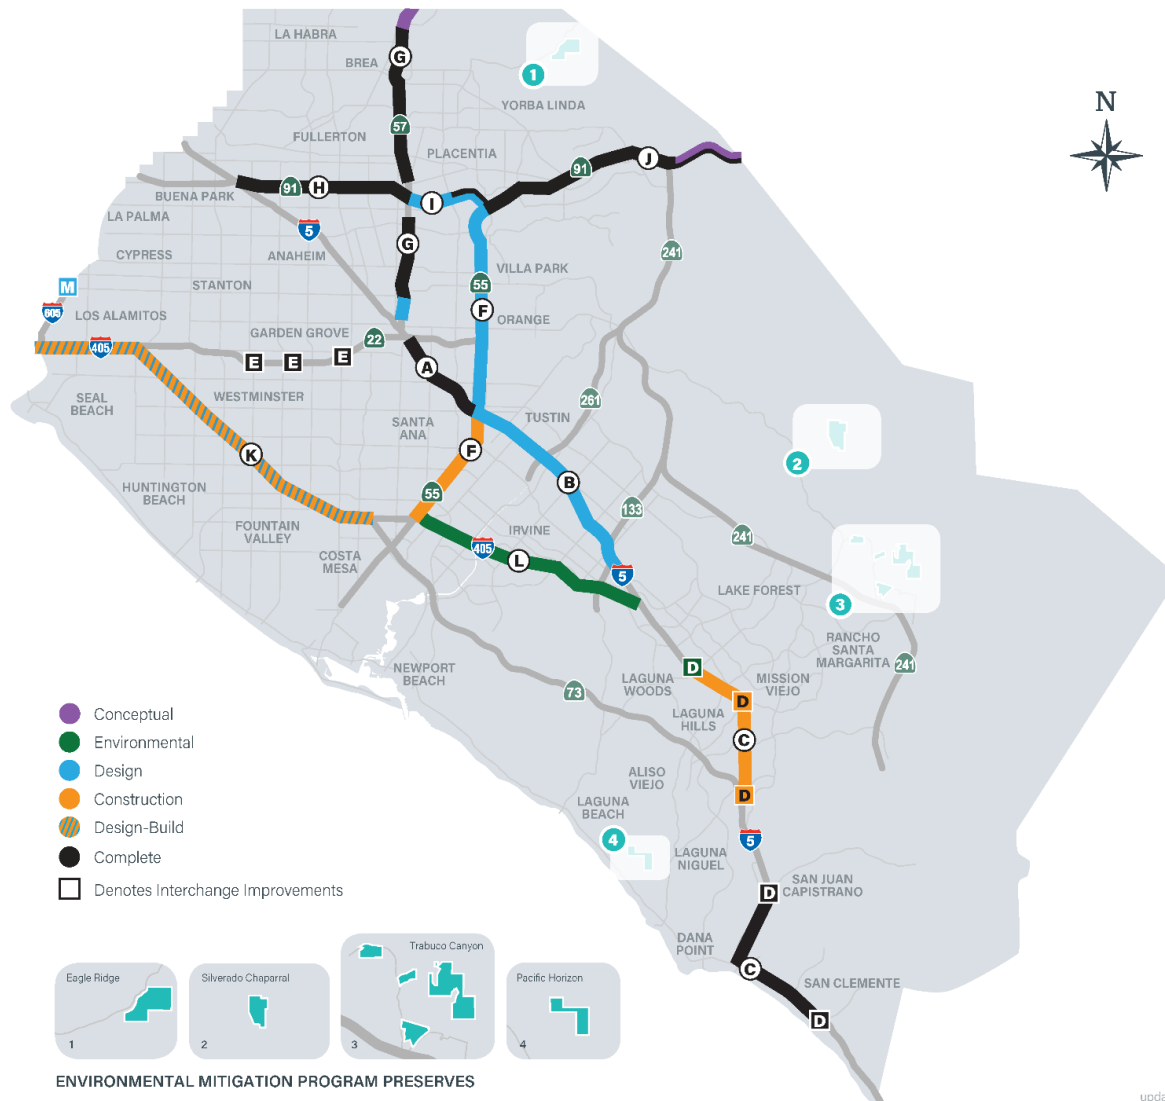 LA HABRA
G
BREA
1
YORBA LINDA
N
57
FULLERTON
PLACENTIA
J
91
91
H
BUENA PARK
I
LA PALMA
5
G
241
CYPRESS
ANAHEIM
VILLA PARK
STANTON
M
55
605
F
LOS ALAMITOS
ORANGE
GARDEN GROVE
22
405
E
E
E
A
SEAL
BEACH
WESTMINSTER
261
TUSTIN
SANTA
ANA
F
K
2
B
HUNTINGTON
BEACH
55
133
FOUNTAIN
VALLEY
IRVINE
241
405
COSTA
MESA
L
5
LAKE FOREST
3
RANCHO
SANTA
MARGARITA
241
NEWPORT
BEACH
D
LAGUNA
WOODS
MISSION
VIEJO
73
D
LAGUNA
HILLS
C
ALISO
VIEJO
D
LAGUNA
BEACH
4
5
LAGUNA
NIGUEL
D
SAN JUAN
CAPISTRANO
DANA
POINT
C
SAN CLEMENTE
D
Conceptual
Environmental
Design
Construction
Design-Build
Complete
Denotes Interchange Improvements
Eagle Ridge
1
Silverado Chaparral
2
Trabuco Canyon
3
Pacific Horizon
4
ENVIRONMENTAL MITIGATION PROGRAM PRESERVES
upda